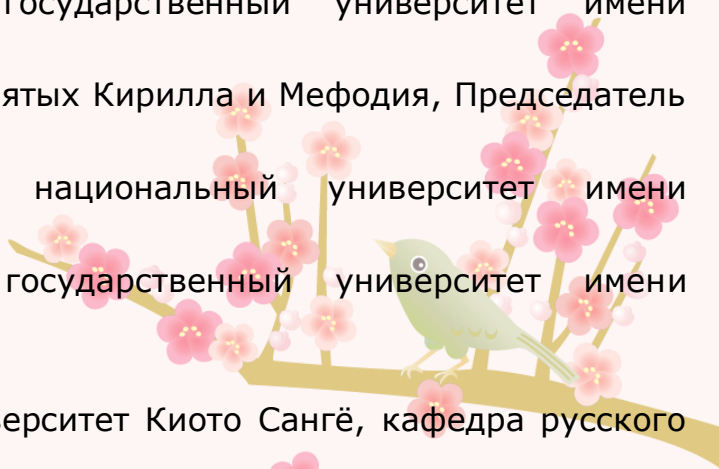 государственный университет имени
ятых Кирилла и Мефодия, Председатель
национальный университет имени
государственный университет имени
ерситет Киото Сангё, кафедра русского